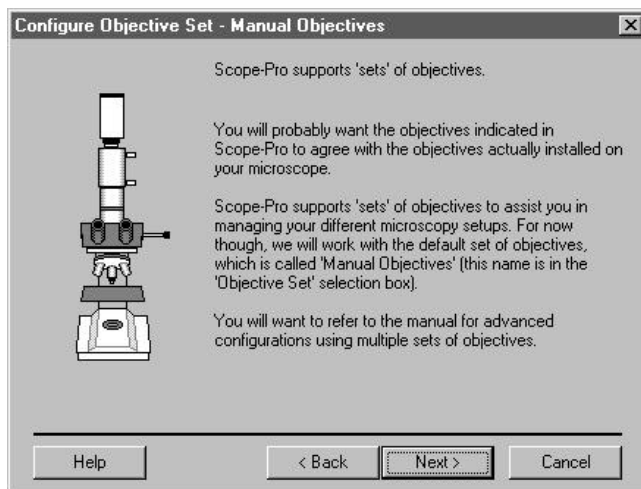 Configure Objective Set - Manual Objectives
Scope-Pro supports 'sets' of objectives.
You will probably want the objectives indicated in
Scope-Pro to agree with the objectives actually installed on
your microscope.
Scope-Pro supports 'sets' of objectives to assist you in
managing your different microscopy setups. For now
though, we will work with the default set of objectives,
which is called 'Manual Objectives' (this name is in the
'Objective Set' selection box).
You will want to refer to the manual for advanced
configurations using multiple sets of objectives.
Help
< Back
Next >
Cancel